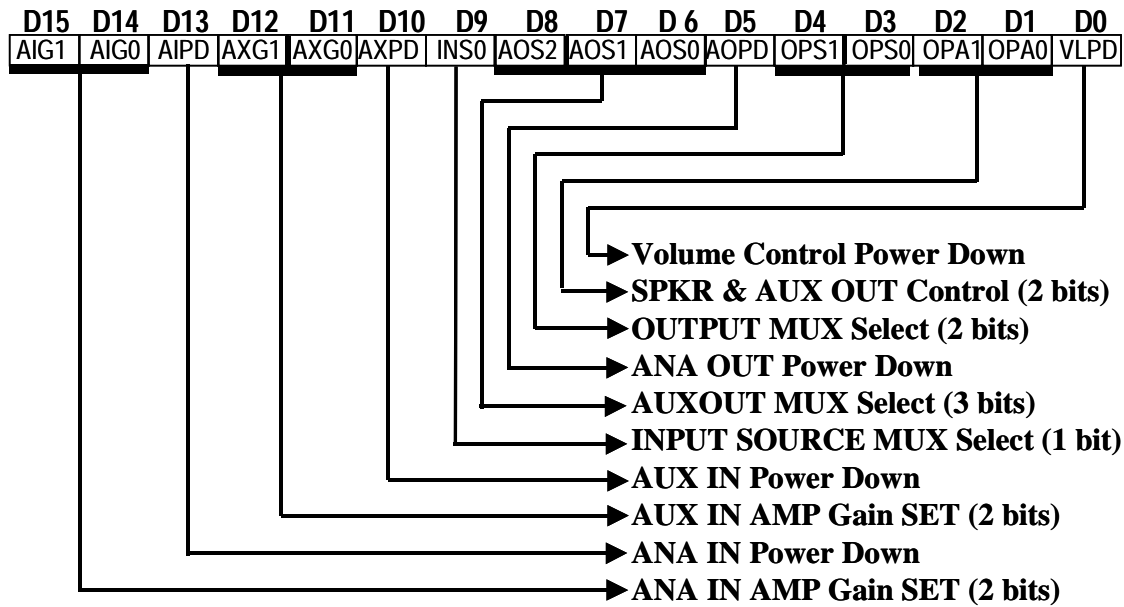 D15 D14 D13 D12 D11 D10 D9 D8 D7 D 6 D5 D4 D3 D2 D1 D0
AIG1 AIG0 AIPD AXG1 AXG0 AXPD INS0 AOS2 AOS1 AOS0 AOPD OPS1 OPS0 OPA1 OPA0 VLPD
Volume Control Power Down
SPKR & AUX OUT Control (2 bits)
OUTPUT MUX Select (2 bits)
ANA OUT Power Down
AUXOUT MUX Select (3 bits)
INPUT SOURCE MUX Select (1 bit)
AUX IN Power Down
AUX IN AMP Gain SET (2 bits)
ANA IN Power Down
ANA IN AMP Gain SET (2 bits)